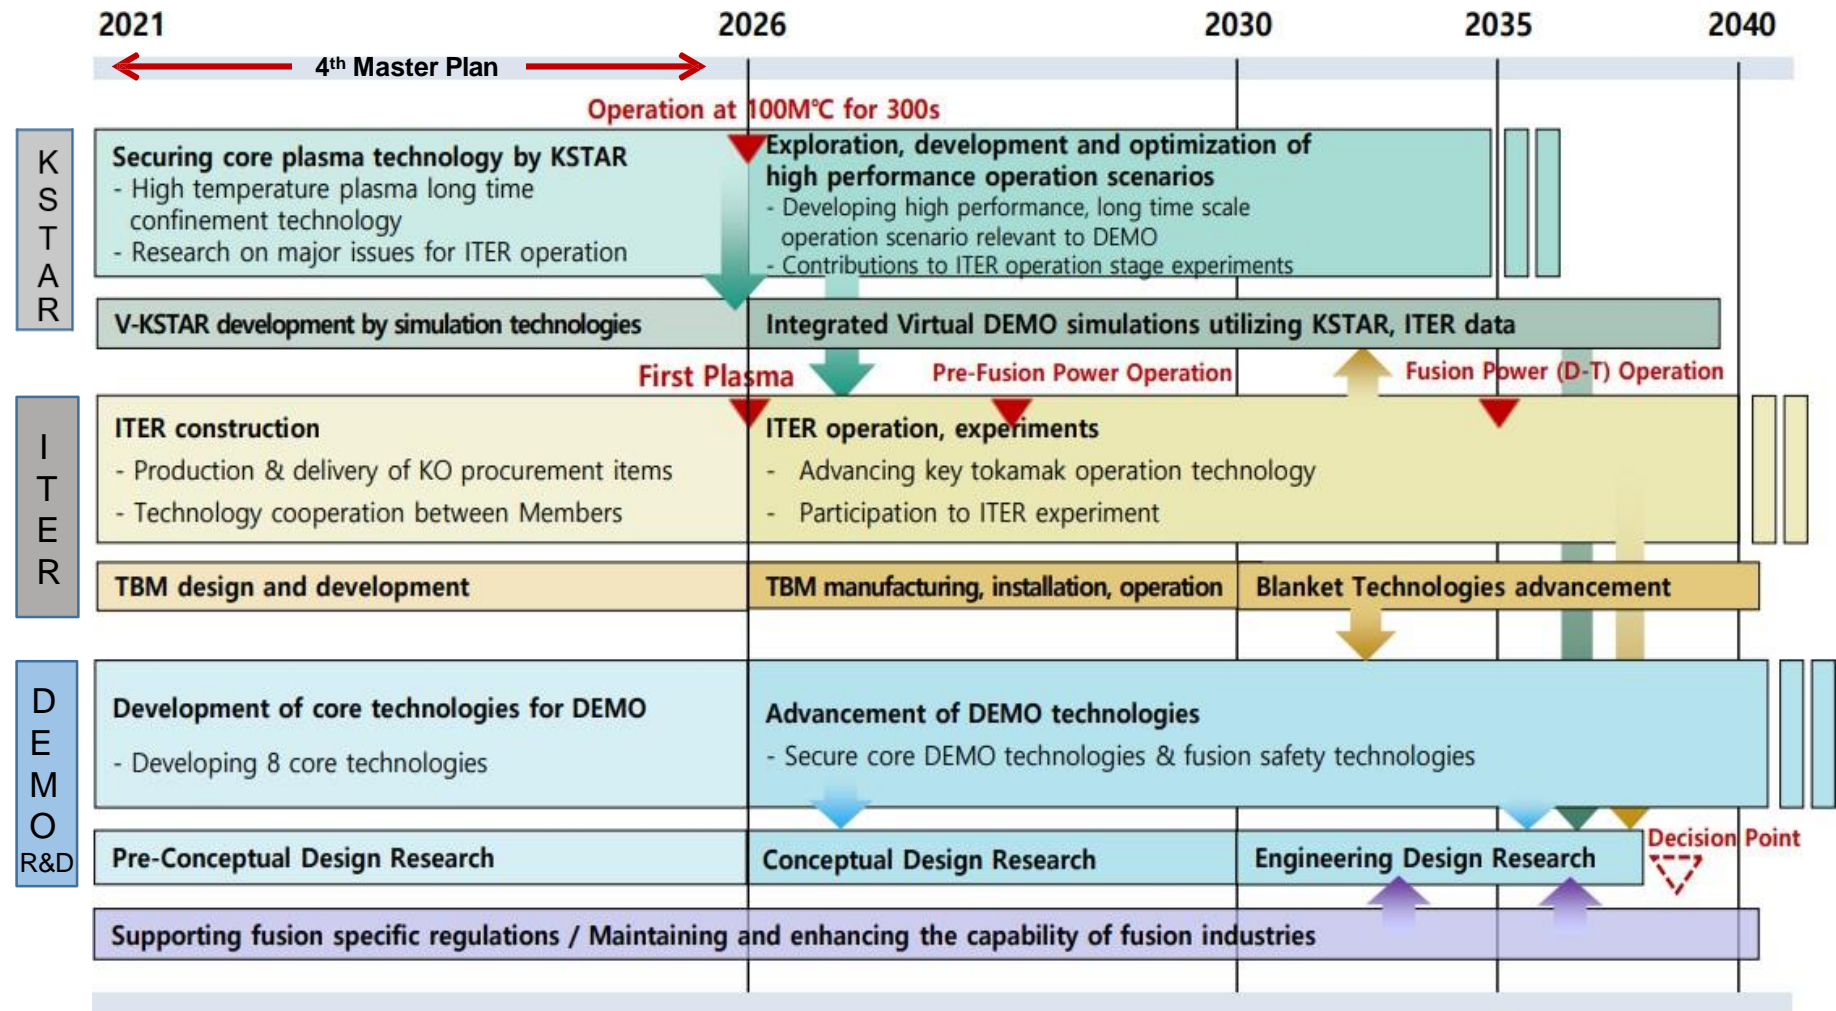 2021 2026 2030 2035 2040
4th Master Plan
Operation at 100M℃ for 300s
KSTAR
Securing core plasma technology by KSTAR
- High temperature plasma long time
confinement technology
- Research on major issues for ITER operation
Exploration, development and optimization of
high performance operation scenarios
- Developing high performance, long time scale
operation scenario relevant to DEMO
- Contributions to ITER operation stage experiments
V-KSTAR development by simulation technologies
Integrated Virtual DEMO simulations utilizing KSTAR, ITER data
First Plasma
Pre-Fusion Power Operation
Fusion Power (D-T) Operation
ITER
ITER construction
- Production & delivery of KO procurement items
- Technology cooperation between Members
ITER operation, experiments
- Advancing key tokamak operation technology
- Participation to ITER experiment
TBM design and development
TBM manufacturing, installation, operation
Blanket Technologies advancement
DEMO
R&D
Development of core technologies for DEMO
- Developing 8 core technologies
Advancement of DEMO technologies
- Secure core DEMO technologies & fusion safety technologies
Pre-Conceptual Design Research
Conceptual Design Research
Engineering Design Research
Decision Point
Supporting fusion specific regulations / Maintaining and enhancing the capability of fusion industries